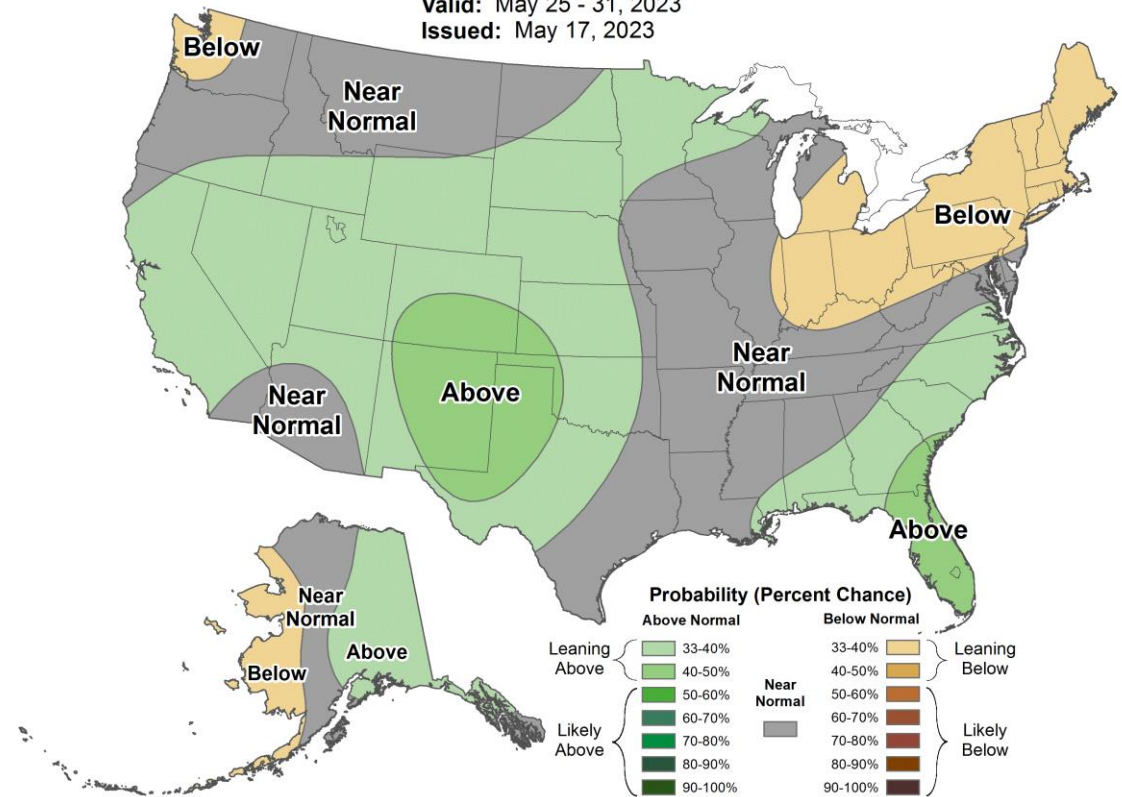 Valid: May 25 - 31, 2023
Issued: May 17, 2023
Below
Near
Normal
Below
Near
Normal
Above
Near
Normal
Above
Near
Normal
Above
Below
Probability (Percent Chance)
Above Normal
Below Normal
Leaning
Above
33-40%
40-50%
Likely
Above
50-60%
60-70%
70-80%
80-90%
90-100%
Near
Normal
33-40%
40-50%
Leaning
Below
50-60%
60-70%
70-80%
80-90%
90-100%
Likely
Below